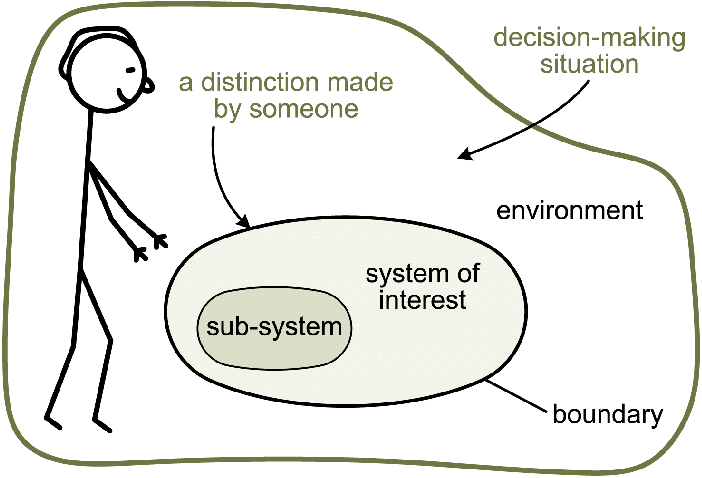 decision-making
situation
a distinction made
by someone
environment
system of
interest
sub-system
boundary